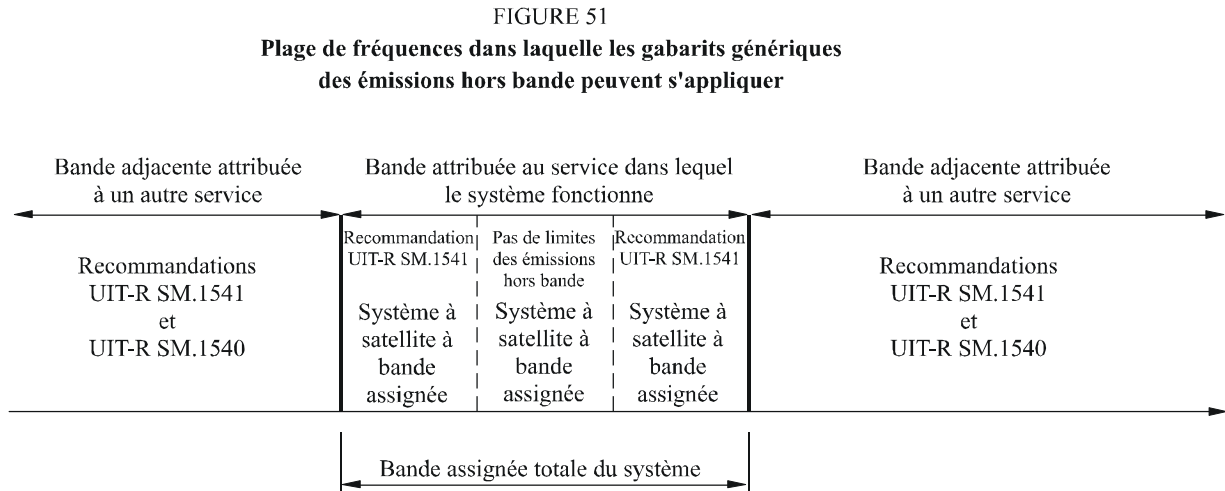 FIGURE 51
Plage de fréquences dans laquelle les gabarits génériques
des émissions hors bande peuvent s'appliquer
Bande adjacente attribuée
à un autre service
Bande attribuée au service dans lequel
le système fonctionne
Bande adjacente attribuée
à un autre service
Recommandations
UIT-R SM.1541
et
UIT-R SM.1540
Recommandation
UIT-R SM.1541
Système à
satellite à
bande
assignée
Pas de limites
des émissions
hors bande
Système à
satellite à
bande
assignée
Recommandation
UIT-R SM.1541
Système à
satellite à
bande
assignée
Recommandations
UIT-R SM.1541
et
UIT-R SM.1540
Bande assignée totale du système